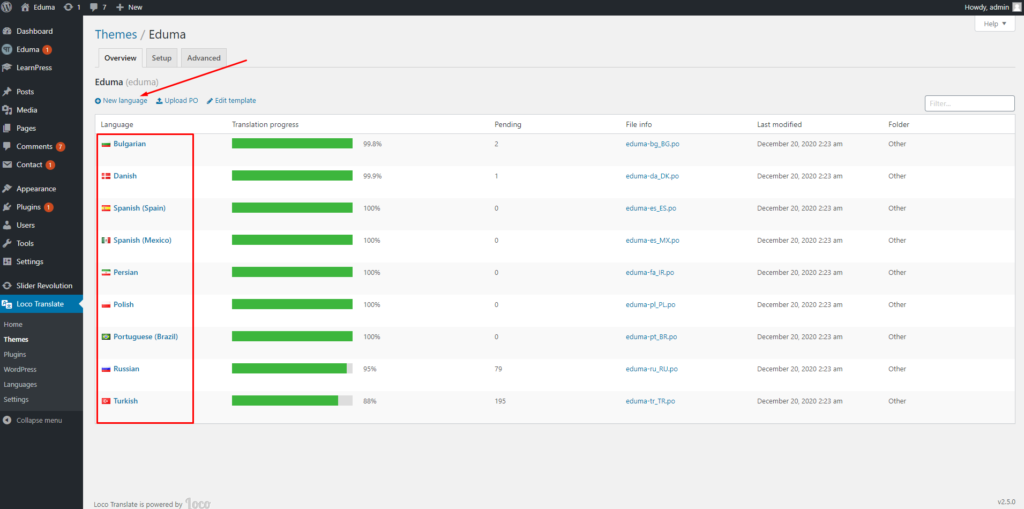 Eduma 1 7 New Howdy, admin
Dashboard
Eduma 1
LearnPress
Posts
Media
Pages
Comments 7
Contact 1
Appearance
Plugins 1
Users
Tools
Settings
Slider Revolution
Loco Translate
Home
Themes
Plugins
WordPress
Languages
Settings
Collapse menu
Help
Themes / Eduma
Overview Setup Advanced
Eduma (eduma)
New language Upload PO Edit template
Filter...
Language Translation progress Pending File info Last modified Folder
Bulgarian 99.8% 2 eduma-bg_BG.po December 20, 2020 2:23 am Other
Danish 99.9% 1 eduma-da_DK.po December 20, 2020 2:23 am Other
Spanish (Spain) 100% 0 eduma-es_ES.po December 20, 2020 2:23 am Other
Spanish (Mexico) 100% 0 eduma-es_MX.po December 20, 2020 2:23 am Other
Persian 100% 0 eduma-fa_IR.po December 20, 2020 2:23 am Other
Polish 100% 0 eduma-pl_PL.po December 20, 2020 2:23 am Other
Portuguese (Brazil) 100% 0 eduma-pt_BR.po December 20, 2020 2:23 am Other
Russian 95% 79 eduma-ru_RU.po December 20, 2020 2:23 am Other
Turkish 88% 195 eduma-tr_TR.po December 20, 2020 2:23 am Other
Loco Translate is powered by loco
v2.5.0